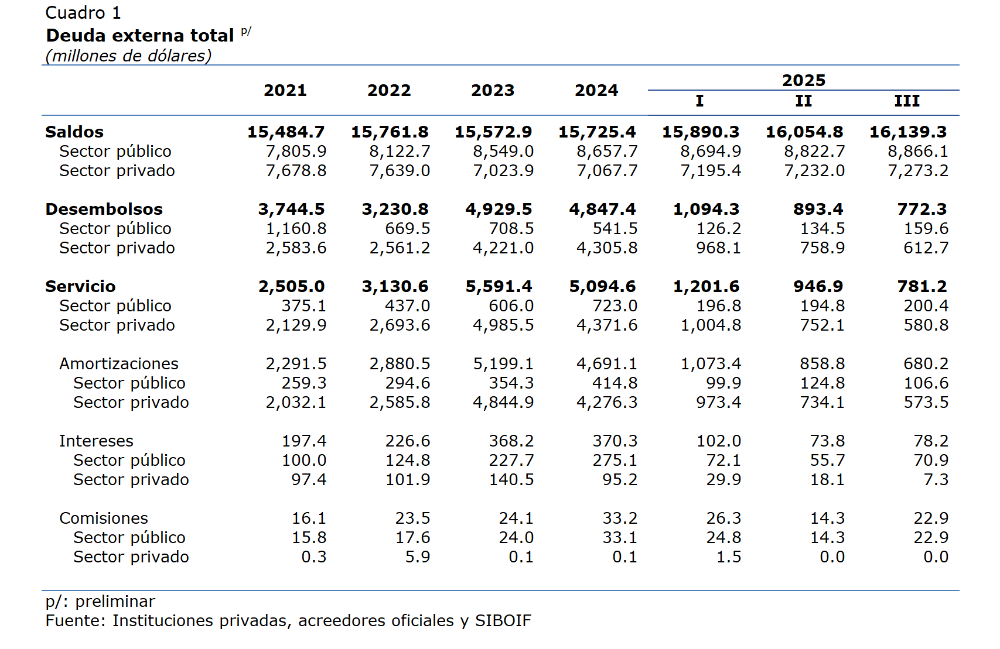 Cuadro 1
Deuda externa total p/
(millones de dólares)
2021 2022 2023 2024 2025
I II III
Saldos 15,484.7 15,761.8 15,572.9 15,725.4 15,890.3 16,054.8 16,139.3
Sector público 7,805.9 8,122.7 8,549.0 8,657.7 8,694.9 8,822.7 8,866.1
Sector privado 7,678.8 7,639.0 7,023.9 7,067.7 7,195.4 7,232.0 7,273.2
Desembolsos 3,744.5 3,230.8 4,929.5 4,847.4 1,094.3 893.4 772.3
Sector público 1,160.8 669.5 708.5 541.5 126.2 134.5 159.6
Sector privado 2,583.6 2,561.2 4,221.0 4,305.8 968.1 758.9 612.7
Servicio 2,505.0 3,130.6 5,591.4 5,094.6 1,201.6 946.9 781.2
Sector público 375.1 437.0 606.0 723.0 196.8 194.8 200.4
Sector privado 2,129.9 2,693.6 4,985.5 4,371.6 1,004.8 752.1 580.8
Amortizaciones 2,291.5 2,880.5 5,199.1 4,691.1 1,073.4 858.8 680.2
Sector público 259.3 294.6 354.3 414.8 99.9 124.8 106.6
Sector privado 2,032.1 2,585.8 4,844.9 4,276.3 973.4 734.1 573.5
Intereses 197.4 226.6 368.2 370.3 102.0 73.8 78.2
Sector público 100.0 124.8 227.7 275.1 72.1 55.7 70.9
Sector privado 97.4 101.9 140.5 95.2 29.9 18.1 7.3
Comisiones 16.1 23.5 24.1 33.2 26.3 14.3 22.9
Sector público 15.8 17.6 24.0 33.1 24.8 14.3 22.9
Sector privado 0.3 5.9 0.1 0.1 1.5 0.0 0.0
p/: preliminar
Fuente: Instituciones privadas, acreedores oficiales y SIBOIF